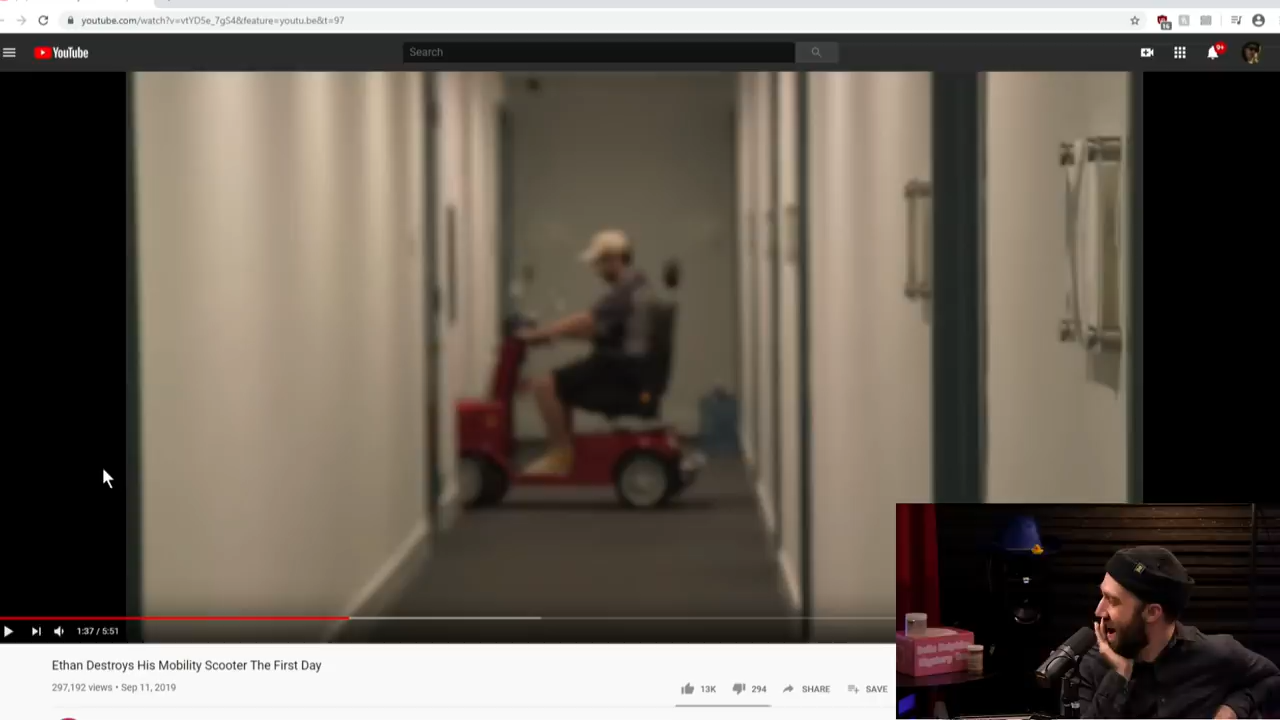 youtube.com/watch?v=vtYD5e_7gS4&feature=youtu.be&t=97
YouTube
Search
9+
1:37 / 5:51
Ethan Destroys His Mobility Scooter The First Day
297,192 views • Sep 11, 2019
13K
294
SHARE
SAVE